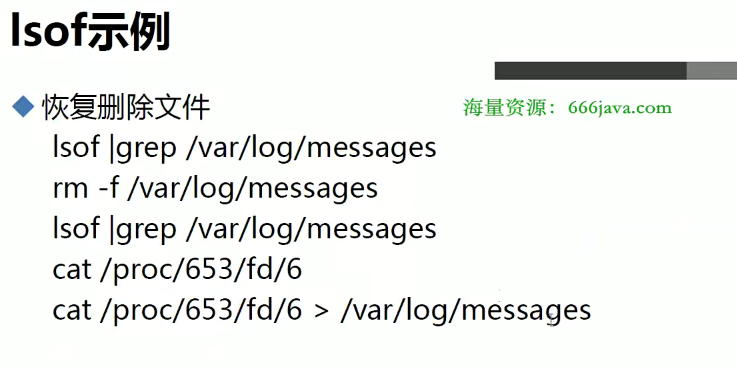 lsof示例
恢复删除文件
海量资源：666java.com
lsof |grep /var/log/messages
rm -f /var/log/messages
lsof |grep /var/log/messages
cat /proc/653/fd/6
cat /proc/653/fd/6 > /var/log/messages